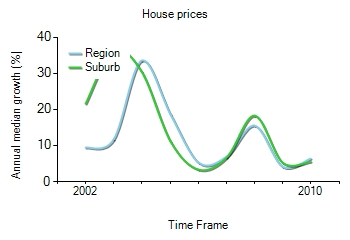 House prices
40
30
20
10
0
Annual median growth (%)
Region
Suburb
2002
2010
Time Frame